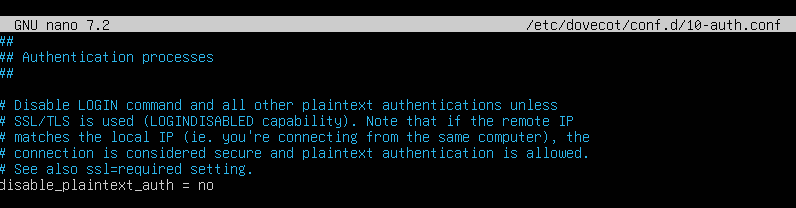 GNU nano 7.2 /etc/dovecot/conf.d/10-auth.conf
##
## Authentication processes
##
# Disable LOGIN command and all other plaintext authentications unless
# SSL/TLS is used (LOGINDISABLED capability). Note that if the remote IP
# matches the local IP (ie. you're connecting from the same computer), the
# connection is considered secure and plaintext authentication is allowed.
# See also ssl=required setting.
disable_plaintext_auth = no